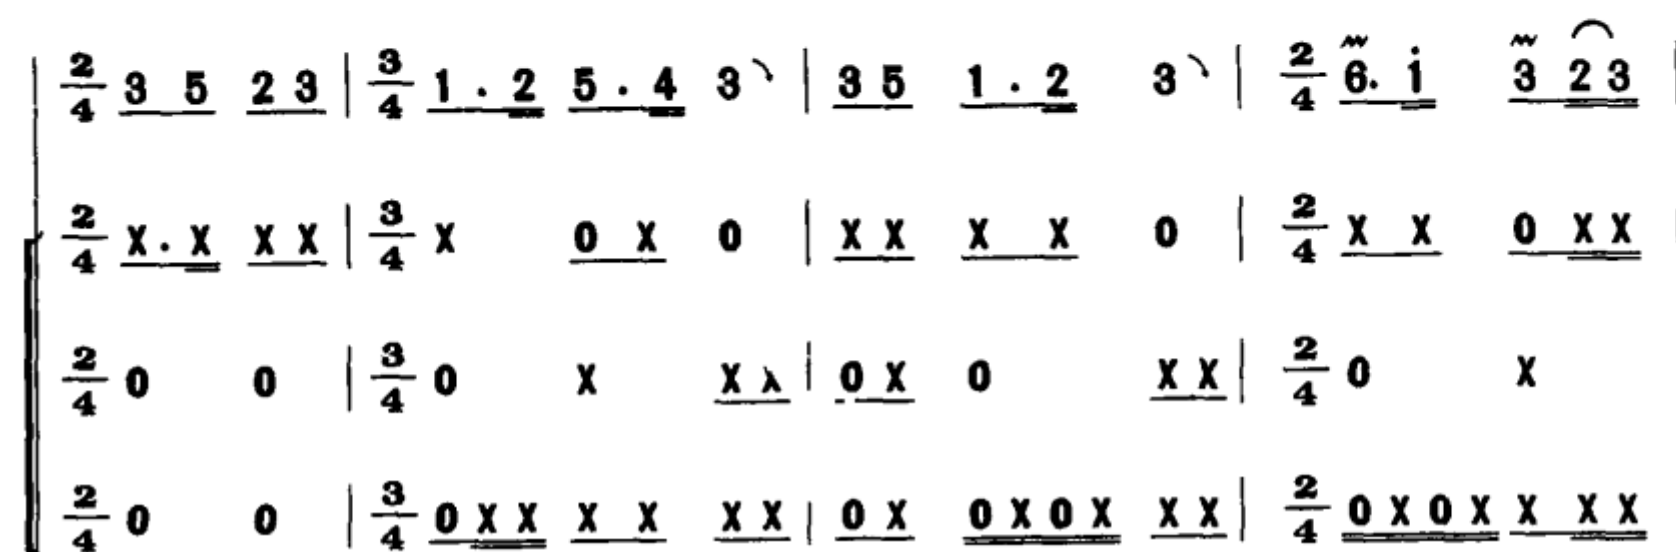 2/4 3 5 2 3 | 3/4 1 . 2 5 . 4 3 | 3 5 1 . 2 3 | 2/4 6. i 3 2 3
2/4 X . X X X | 3/4 X 0 X 0 | X X X X 0 | 2/4 X X 0 X X
2/4 0 0 | 3/4 0 X X X | 0 X 0 X X | 2/4 0 X
2/4 0 0 | 3/4 0 X X X X X X | 0 X 0 X 0 X X X | 2/4 0 X 0 X X X X